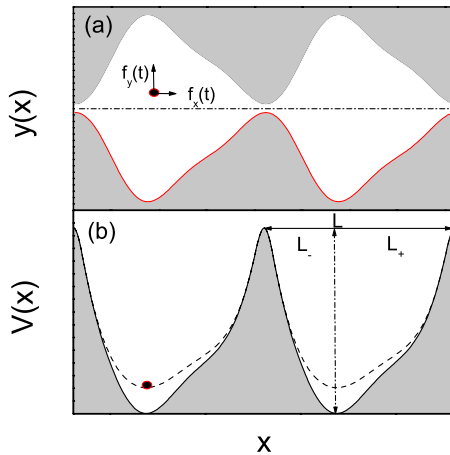 (a)
f_y(t)
f_x(t)
y(x)
(b)
L
L_-
L_+
V(x)
x